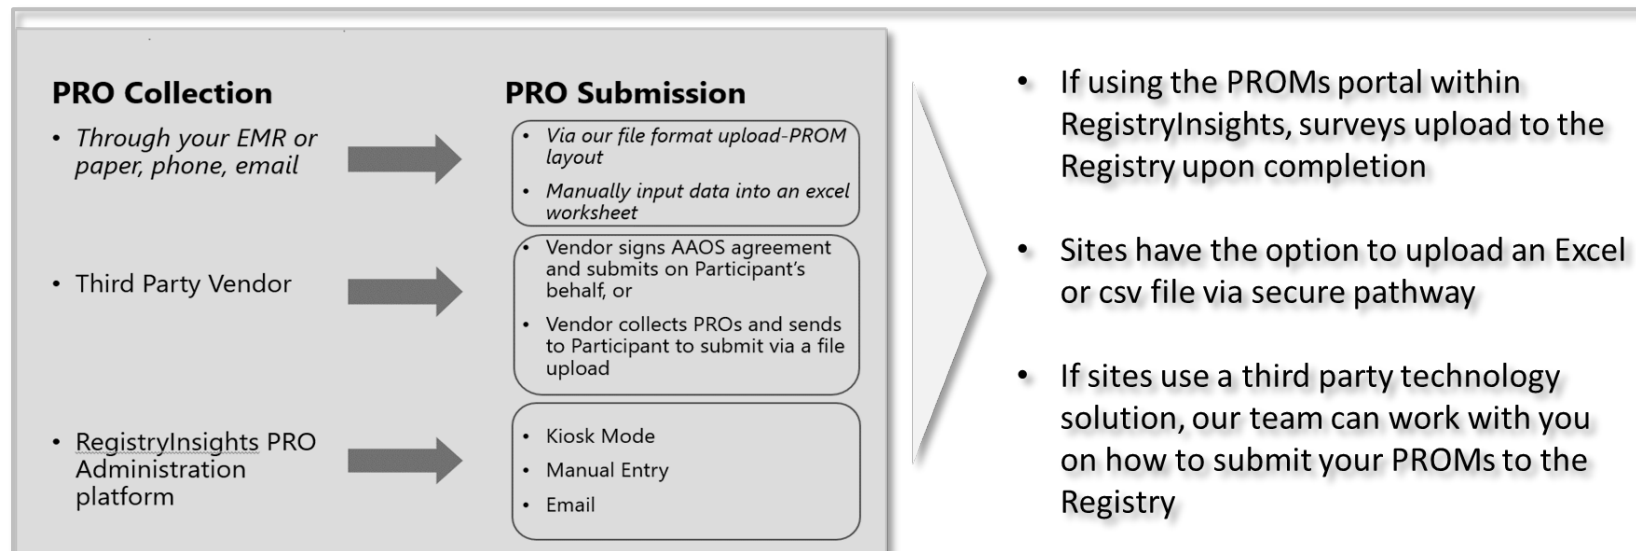 PRO Collection
• Through your EMR or
paper, phone, email
• Third Party Vendor
• RegistryInsights PRO
Administration
platform
PRO Submission
• Via our file format upload-PROM
layout
• Manually input data into an excel
worksheet
• Vendor signs AAOS agreement
and submits on Participant's
behalf, or
• Vendor collects PROs and sends
to Participant to submit via a file
upload
• Kiosk Mode
• Manual Entry
• Email
• If using the PROMs portal within
RegistryInsights, surveys upload to the
Registry upon completion
• Sites have the option to upload an Excel
or csv file via secure pathway
• If sites use a third party technology
solution, our team can work with you
on how to submit your PROMs to the
Registry